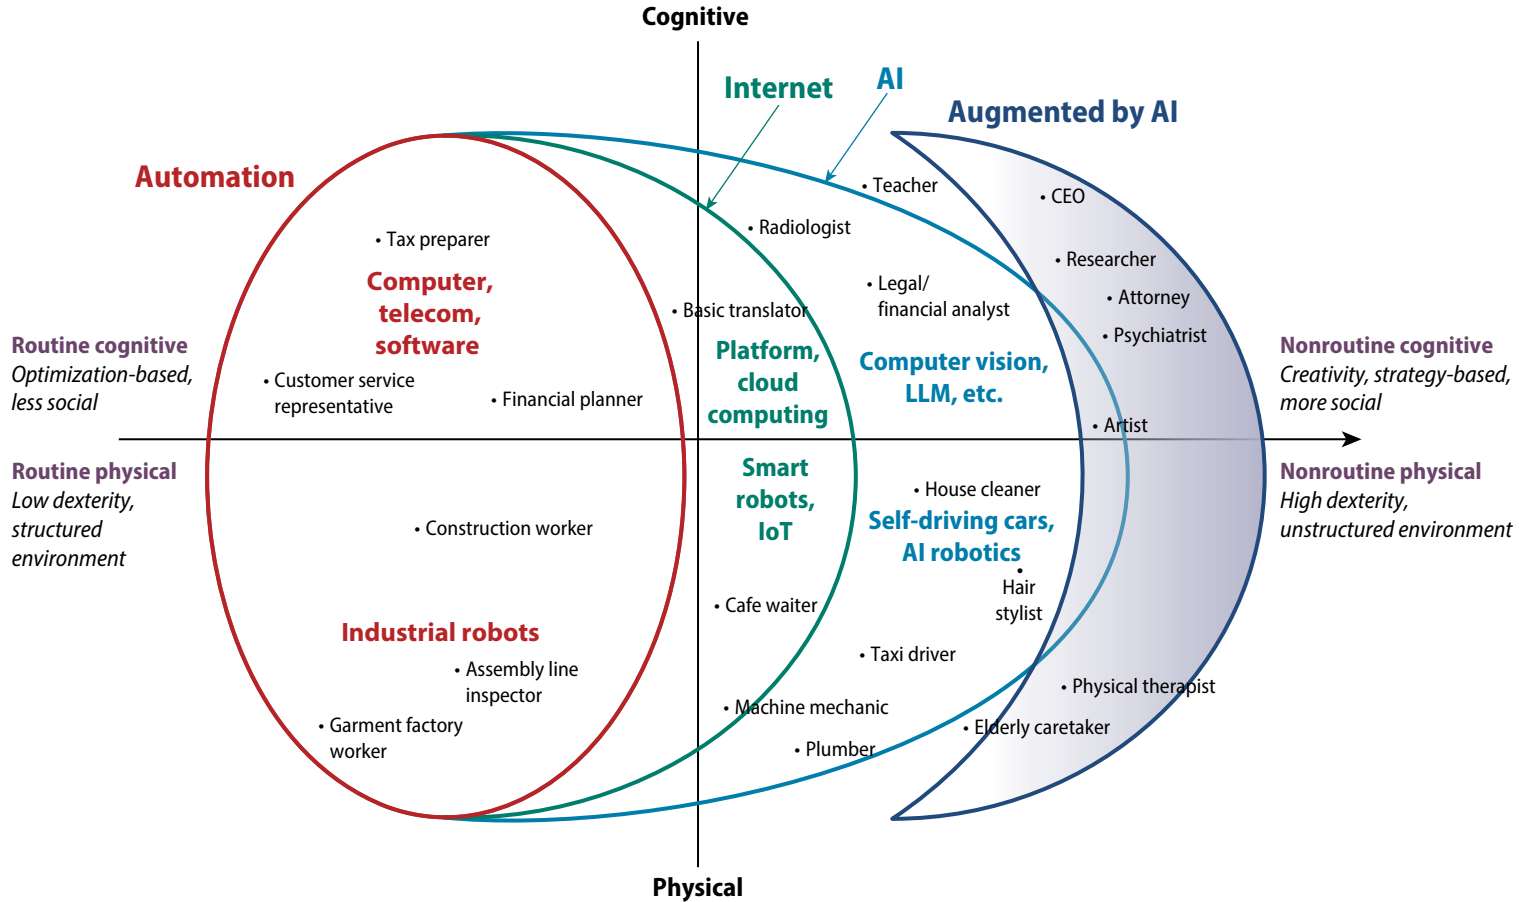 Cognitive
Internet
AI
Augmented by AI
Automation
• Teacher
• CEO
• Radiologist
• Tax preparer
• Researcher
Computer,
telecom,
software
• Legal/
financial analyst
• Attorney
• Basic translator
• Psychiatrist
Routine cognitive
Optimization-based,
less social
Platform,
cloud
computing
Computer vision,
LLM, etc.
Nonroutine cognitive
Creativity, strategy-based,
more social
• Customer service
representative
• Financial planner
• Artist
Routine physical
Low dexterity,
structured
environment
Smart
robots,
IoT
• House cleaner
Self-driving cars,
AI robotics
Nonroutine physical
High dexterity,
unstructured environment
• Construction worker
• Hair
stylist
• Cafe waiter
Industrial robots
• Taxi driver
• Assembly line
inspector
• Physical therapist
• Machine mechanic
• Garment factory
worker
• Elderly caretaker
• Plumber
Physical